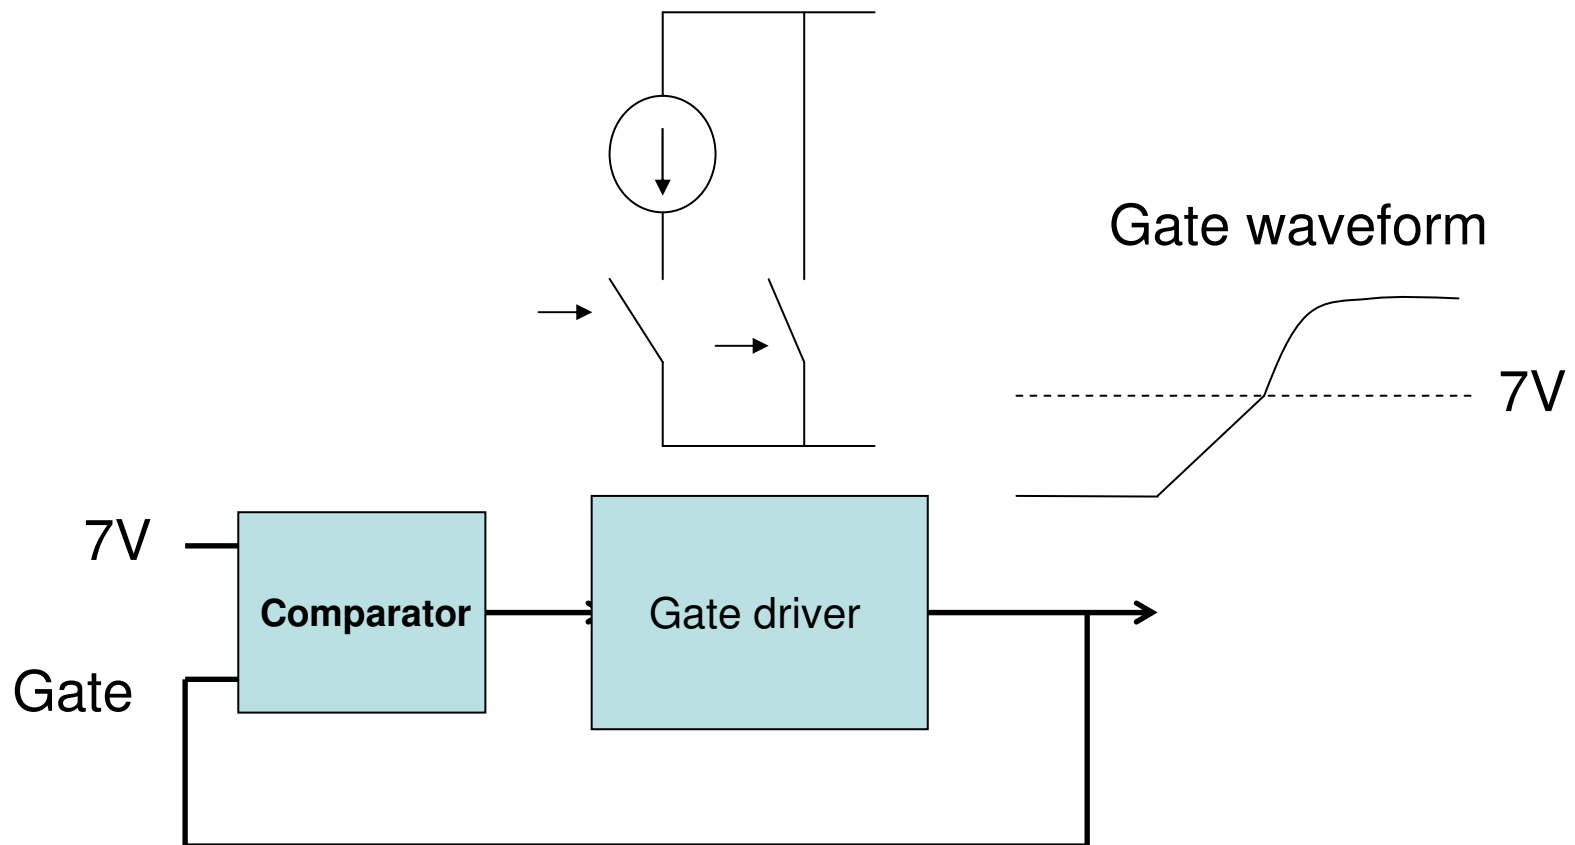 Gate waveform
7V
7V
Comparator
Gate driver
Gate